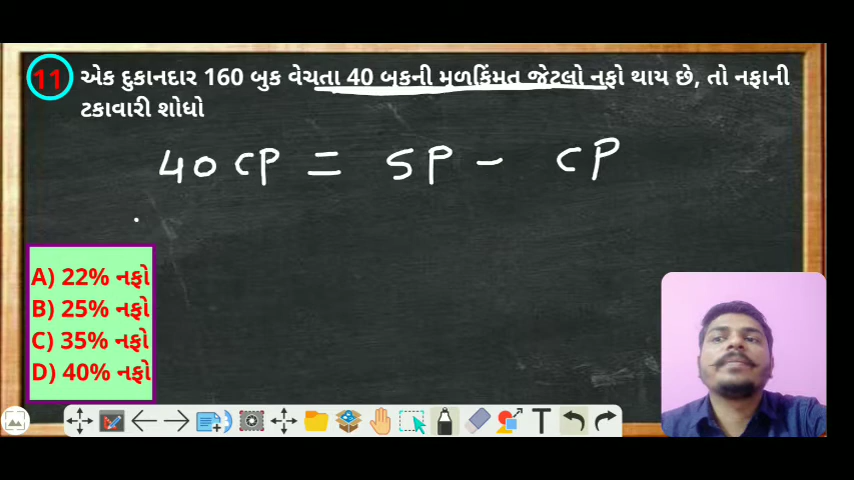 11 એક દુકાનદાર 160 બુક વેચતા 40 બુકની મુળકિંમત જેટલો નફો થાય છે, તો નફાની
ટકાવારી શોધો
40 CP = SP - CP
A) 22% નફો
B) 25% નફો
C) 35% નફો
D) 40% નફો
T